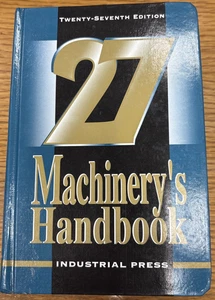 TWENTY-SEVENTH EDITION
27
Machinery's
Handbook
INDUSTRIAL PRESS